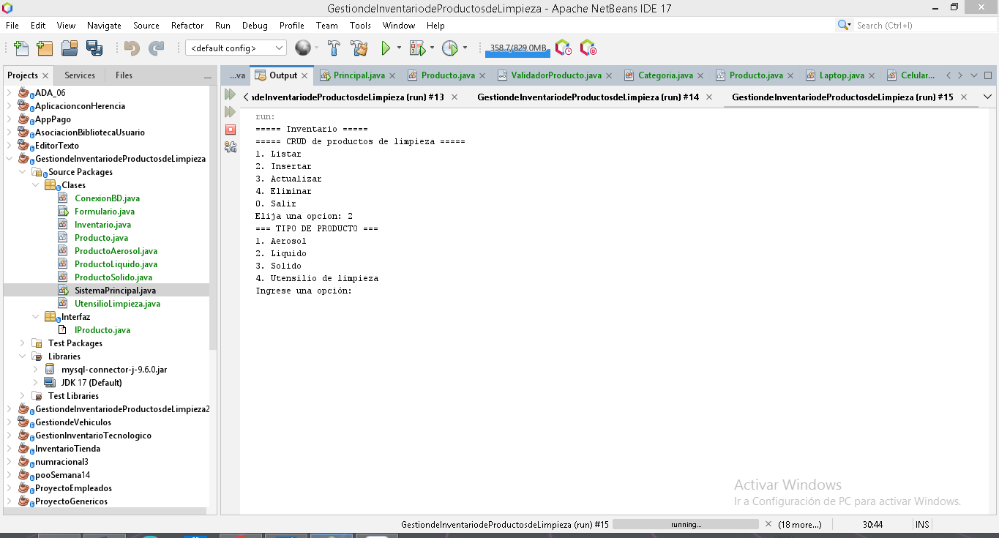 GestiondeInventariodeProductosdeLimpieza - Apache NetBeans IDE 17
File Edit View Navigate Source Refactor Run Debug Profile Team Tools Window Help
Search (Ctrl+I)
<default config>
358.7/829.0MB
Projects Services Files
...va Output Principal.java Producto.java ValidadorProducto.java Categoria.java Producto.java Laptop.java Celular...
ndeInventariodeProductosdeLimpieza (run) #13 GestiondeInventariodeProductosdeLimpieza (run) #14 GestiondeInventariodeProductosdeLimpieza (run) #15
ADA_06
AplicacionconHerencia
AppPago
AsociacionBibliotecaUsuario
EditorTexto
GestiondeInventariodeProductosdeLimpieza
Source Packages
Clases
ConexionBD.java
Formulario.java
Inventario.java
Producto.java
ProductoAerosol.java
ProductoLiquido.java
ProductoSolido.java
SistemaPrincipal.java
UtensilioLimpieza.java
Interfaz
IProducto.java
Test Packages
Libraries
mysql-connector-j-9.6.0.jar
JDK 17 (Default)
Test Libraries
GestiondeInventariodeProductosdeLimpieza2
GestiondeVehiculos
GestionInventarioTecnologico
InventarioTienda
numracional3
pooSemana14
ProyectoEmpleados
ProyectoGenericos
run:
===== Inventario =====
===== CRUD de productos de limpieza =====
1. Listar
2. Insertar
3. Actualizar
4. Eliminar
0. Salir
Elija una opcion: 2
=== TIPO DE PRODUCTO ===
1. Aerosol
2. Liquido
3. Solido
4. Utensilio de limpieza
Ingrese una opción:
Activar Windows
Ir a Configuración de PC para activar Windows.
GestiondeInventariodeProductosdeLimpieza (run) #15 running... (18 more...) 30:44 INS